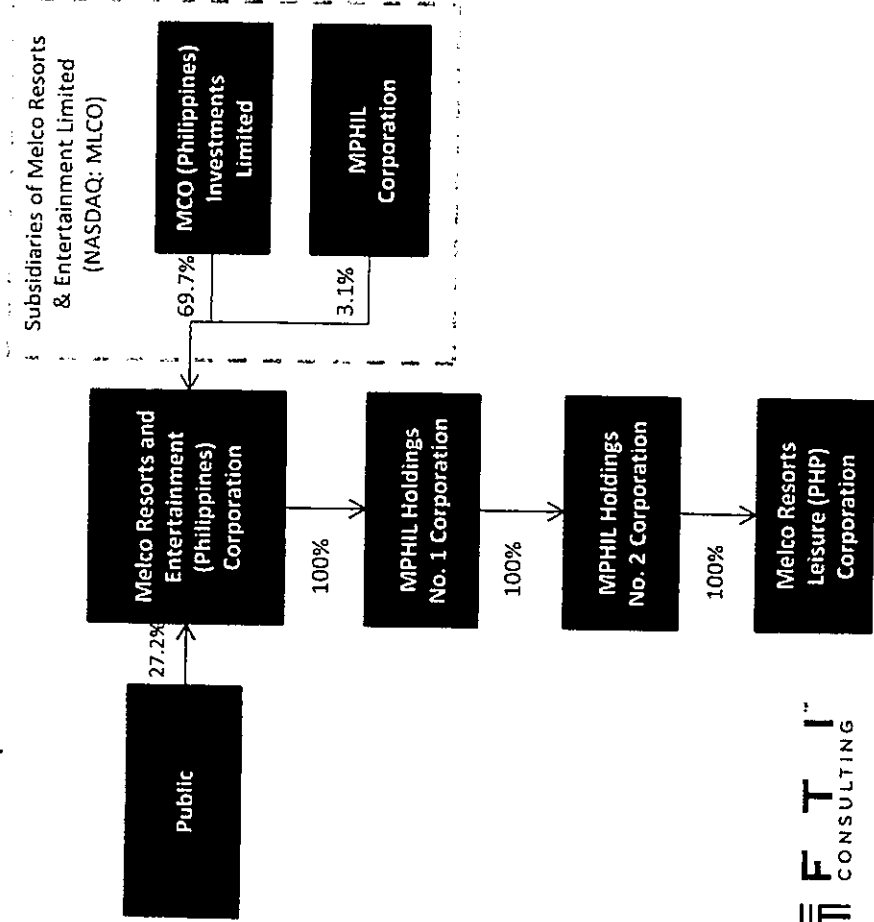 Subsidiaries of Melco Resorts
& Entertainment Limited
(NASDAQ: MLCO)
MCO (Philippines)
Investments
Limited
MPHIL
Corporation
69.7%
3.1%
Melco Resorts and
Entertainment
(Philippines)
Corporation
27.2%
Public
100%
MPHIL Holdings
No. 1 Corporation
100%
MPHIL Holdings
No. 2 Corporation
100%
Melco Resorts
Leisure (PHP)
Corporation
F T I
CONSULTING